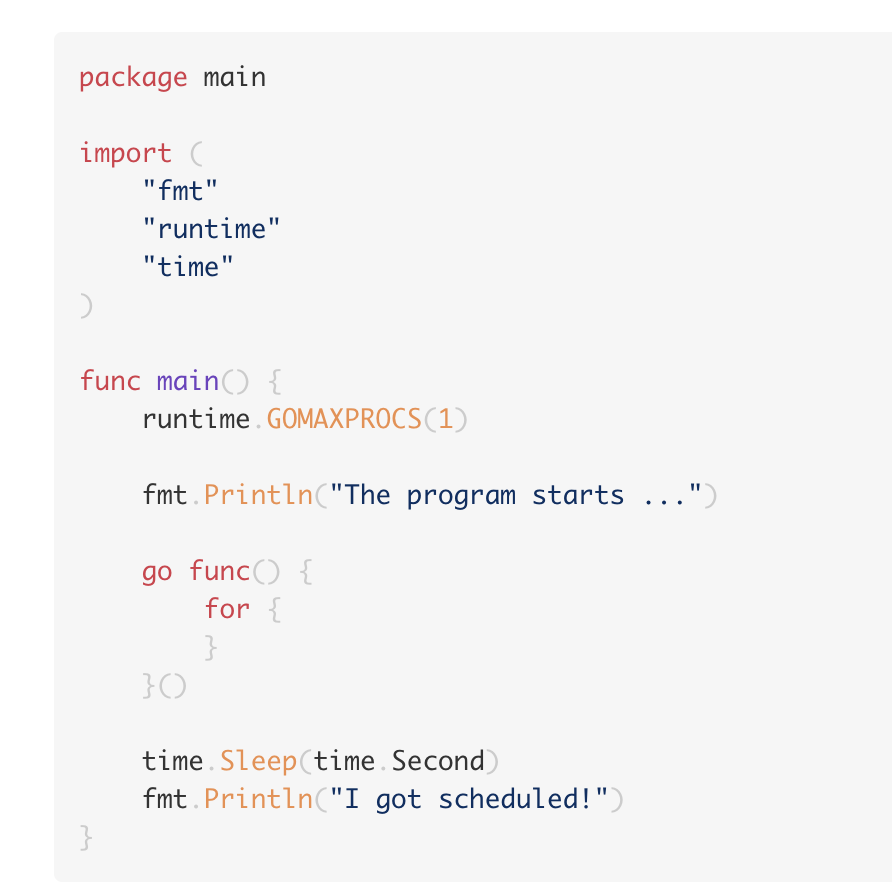 package main
import (
"fmt"
"runtime"
"time"
)
func main() {
runtime.GOMAXPROCS(1)
fmt.Println("The program starts ...")
go func() {
for {
}
}()
time.Sleep(time.Second)
fmt.Println("I got scheduled!")
}